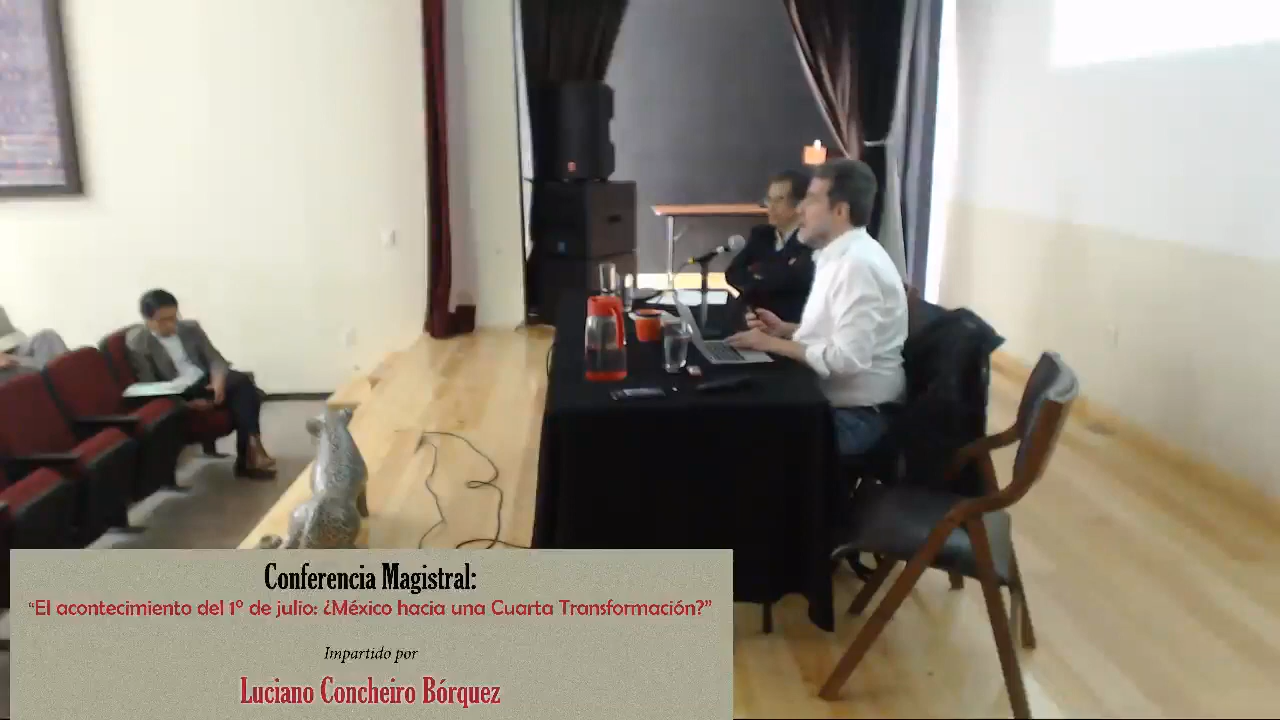 Conferencia Magistral:
“El acontecimiento del 1º de julio: ¿México hacia una Cuarta Transformación?”
Impartido por
Luciano Concheiro Bórquez